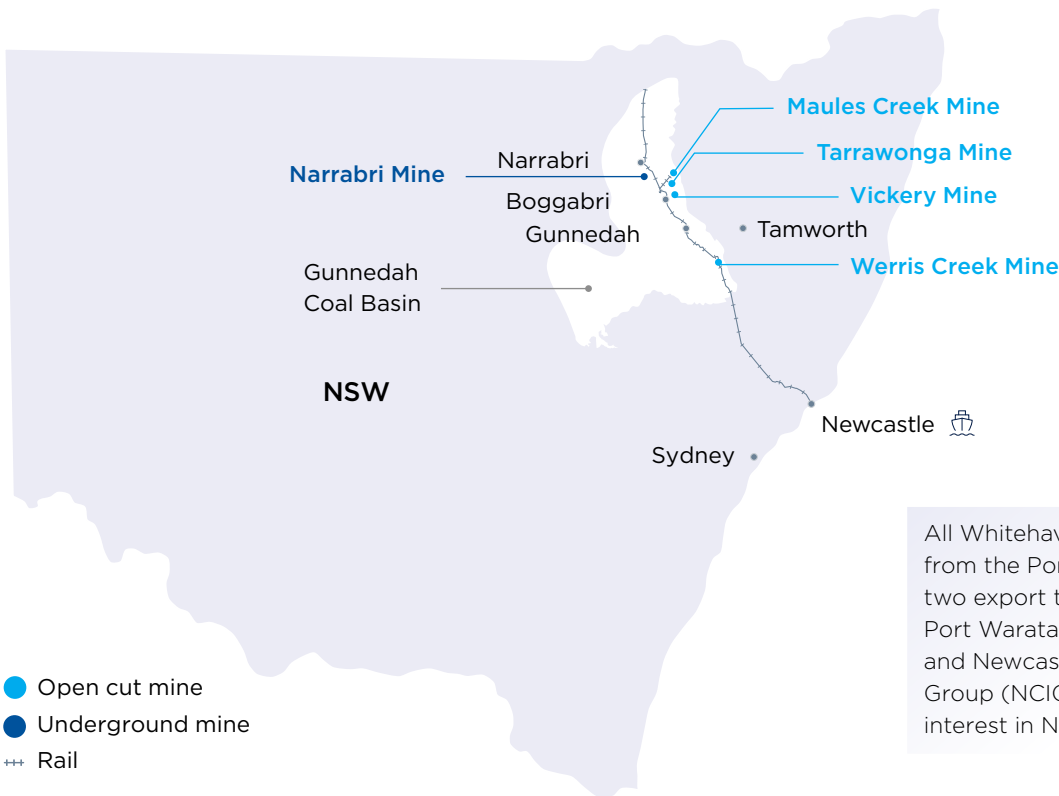 Maules Creek Mine
Tarrawonga Mine
Narrabri
Narrabri Mine
Vickery Mine
Boggabri
Gunnedah
Tamworth
Werris Creek Mine
Gunnedah
Coal Basin
NSW
Newcastle
Sydney
All Whitehav
from the Por
two export t
Port Warata
and Newcas
Group (NCIG
interest in N
Open cut mine
Underground mine
Rail